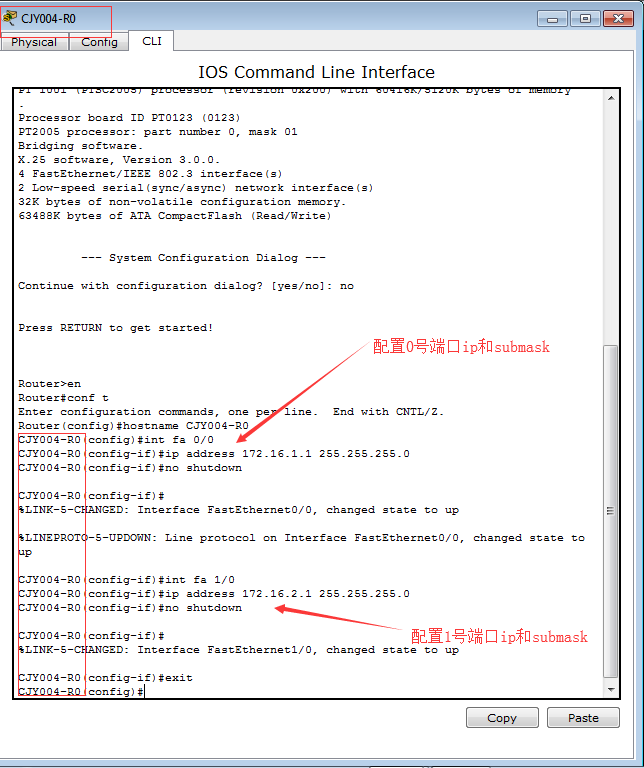 CJY004-R0
Physical Config CLI
IOS Command Line Interface
PT 1001 (PTSC2005) processor (revision 0x200) with 60416K/5120K bytes of memory
.
Processor board ID PT0123 (0123)
PT2005 processor: part number 0, mask 01
Bridging software.
X.25 software, Version 3.0.0.
4 FastEthernet/IEEE 802.3 interface(s)
2 Low-speed serial(sync/async) network interface(s)
32K bytes of non-volatile configuration memory.
63488K bytes of ATA CompactFlash (Read/Write)
--- System Configuration Dialog ---
Continue with configuration dialog? [yes/no]: no
Press RETURN to get started!
配置0号端口ip和submask
Router>en
Router#conf t
Enter configuration commands, one per line.  End with CNTL/Z.
Router(config)#hostname CJY004-R0
CJY004-R0(config)#int fa 0/0
CJY004-R0(config-if)#ip address 172.16.1.1 255.255.255.0
CJY004-R0(config-if)#no shutdown
CJY004-R0(config-if)#
%LINK-5-CHANGED: Interface FastEthernet0/0, changed state to up
%LINEPROTO-5-UPDOWN: Line protocol on Interface FastEthernet0/0, changed state to
up
CJY004-R0(config-if)#int fa 1/0
CJY004-R0(config-if)#ip address 172.16.2.1 255.255.255.0
CJY004-R0(config-if)#no shutdown
配置1号端口ip和submask
CJY004-R0(config-if)#
%LINK-5-CHANGED: Interface FastEthernet1/0, changed state to up
CJY004-R0(config-if)#exit
CJY004-R0(config)#
Copy Paste